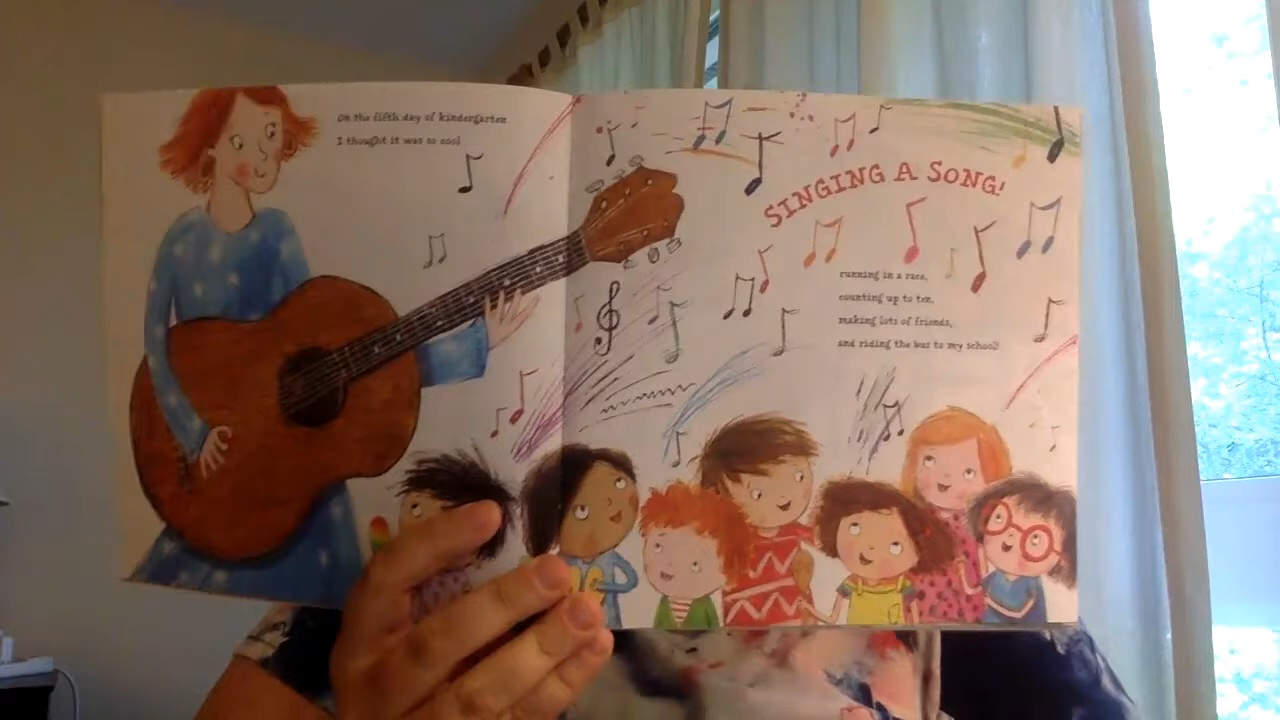 On the fifth day of kindergarten
I thought it was so cool
SINGING A SONG!
running in a race,
counting up to ten,
making lots of friends,
and riding the bus to my school!